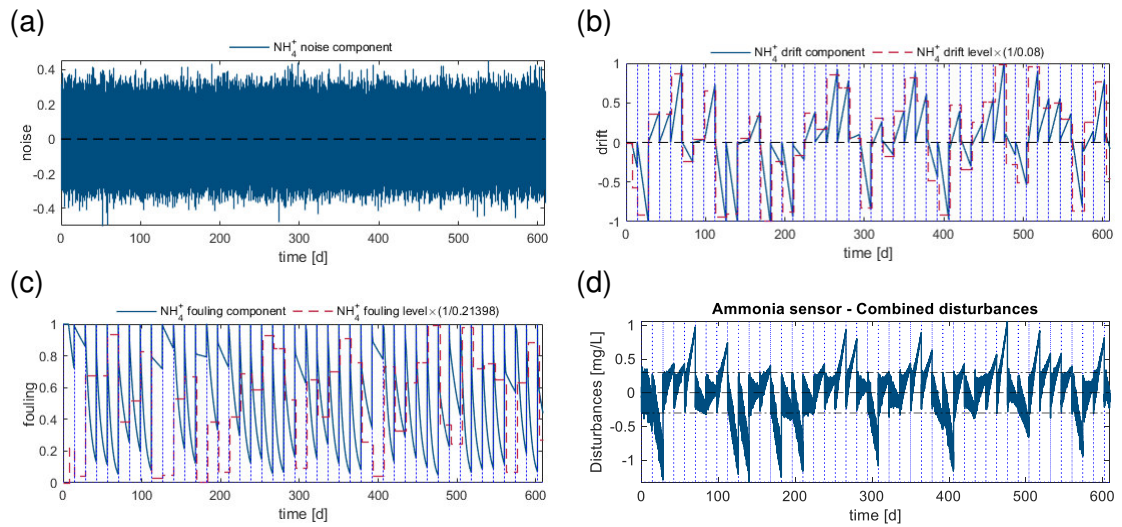 (a)
NH₄⁺ noise component
0.4
0.2
0
-0.2
-0.4
noise
0 100 200 300 400 500 600
time [d]
(b)
NH₄⁺ drift component NH₄⁺ drift level×(1/0.08)
1
0.5
0
-0.5
-1
drift
0 100 200 300 400 500 600
time [d]
(c)
NH₄⁺ fouling component NH₄⁺ fouling level×(1/0.21398)
1
0.8
0.6
0.4
0.2
0
fouling
0 100 200 300 400 500 600
time [d]
(d)
Ammonia sensor - Combined disturbances
1
0.5
0
-0.5
-1
Disturbances [mg/L]
0 100 200 300 400 500 600
time [d]